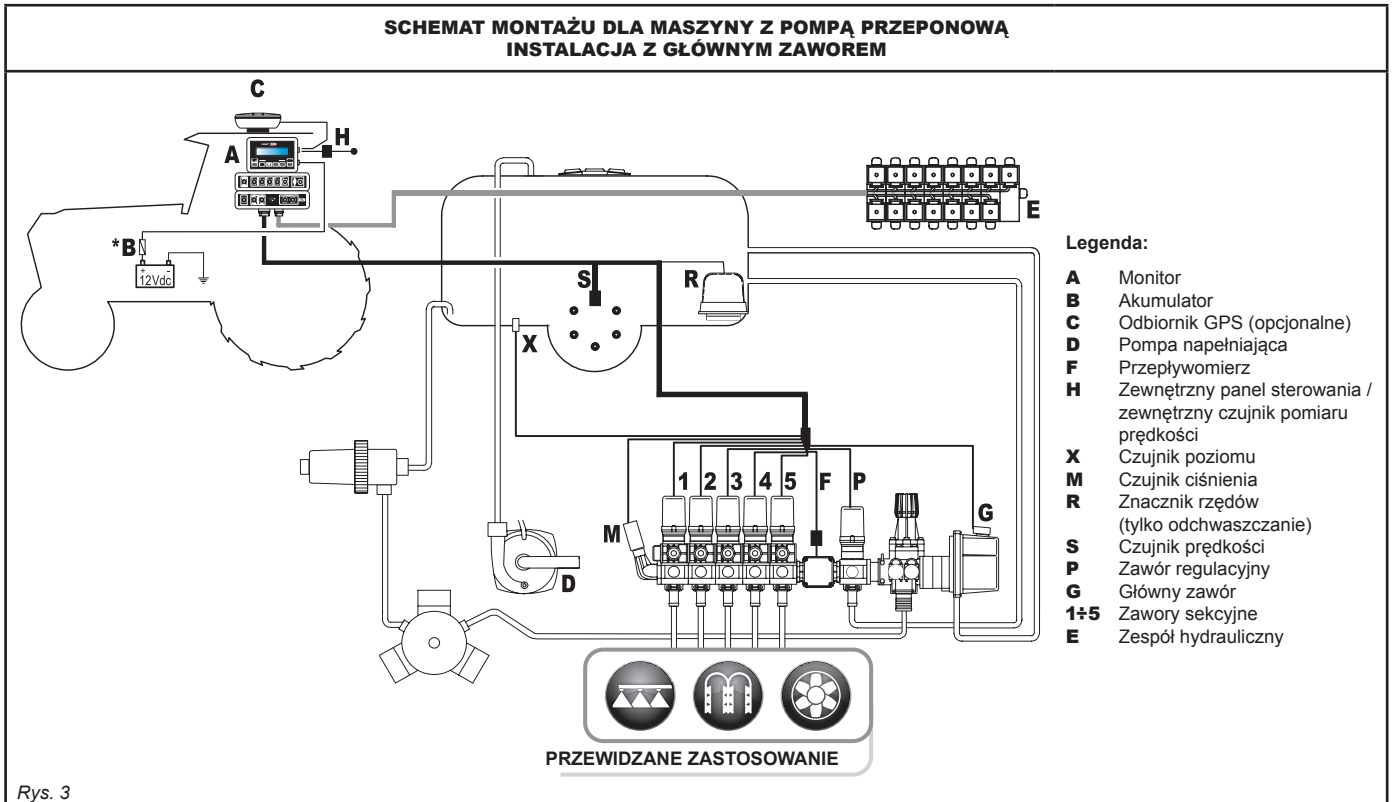 SCHEMAT MONTAŻU DLA MASZYNY Z POMPĄ PRZEPONOWĄ
INSTALACJA Z GŁÓWNYM ZAWOREM
C
H
A
*B
+ -
12Vdc
S
R
X
E
M
1 2 3 4 5 F P
G
D
Legenda:
A Monitor
B Akumulator
C Odbiornik GPS (opcjonalne)
D Pompa napełniająca
F Przepływomierz
H Zewnętrzny panel sterowania /
zewnętrzny czujnik pomiaru
prędkości
X Czujnik poziomu
M Czujnik ciśnienia
R Znacznik rzędów
(tylko odchwaszczanie)
S Czujnik prędkości
P Zawór regulacyjny
G Główny zawór
1÷5 Zawory sekcyjne
E Zespół hydrauliczny
PRZEWIDZANE ZASTOSOWANIE
Rys. 3